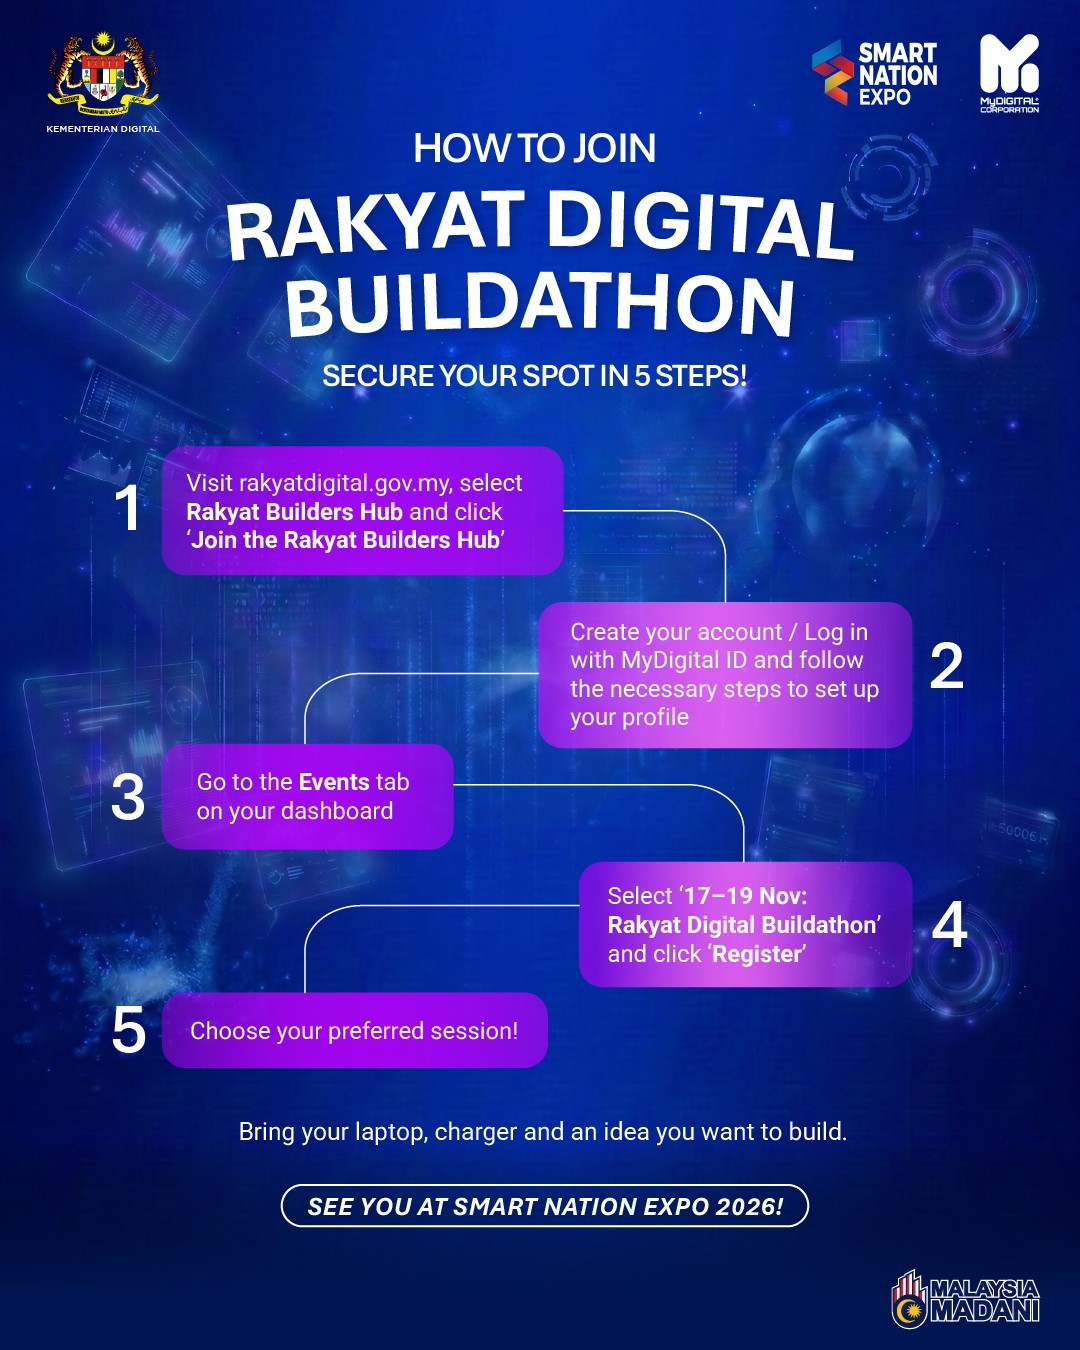 KEMENTERIAN DIGITAL
SMART
NATION
EXPO
MyDIGITAL
CORPORATION
HOW TO JOIN
RAKYAT DIGITAL
BUILDATHON
SECURE YOUR SPOT IN 5 STEPS!
1
Visit rakyatdigital.gov.my, select
Rakyat Builders Hub and click
‘Join the Rakyat Builders Hub’
2
Create your account / Log in
with MyDigital ID and follow
the necessary steps to set up
your profile
3
Go to the Events tab
on your dashboard
4
Select ‘17–19 Nov:
Rakyat Digital Buildathon’
and click ‘Register’
5
Choose your preferred session!
Bring your laptop, charger and an idea you want to build.
SEE YOU AT SMART NATION EXPO 2026!
MALAYSIA
MADANI